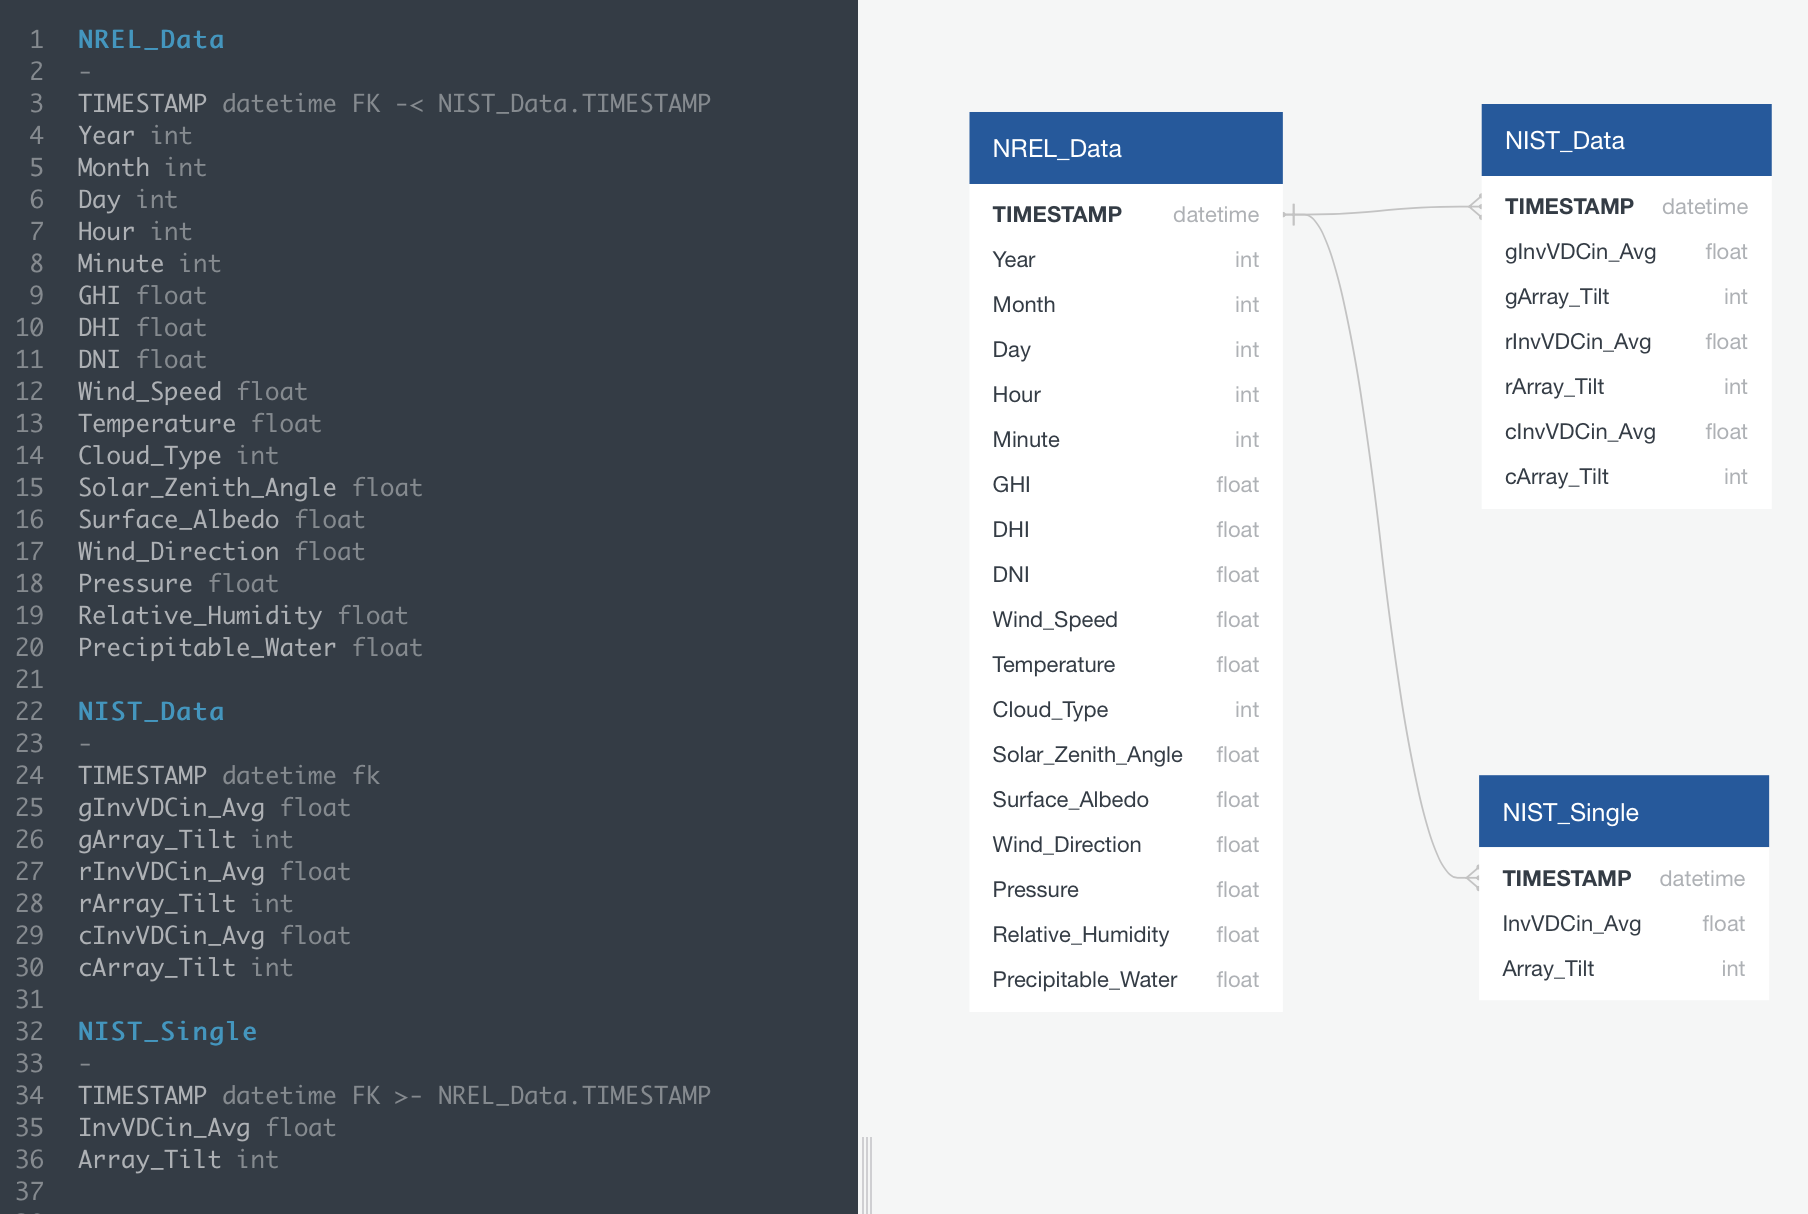 1 NREL_Data
2 -
3 TIMESTAMP datetime FK -< NIST_Data.TIMESTAMP
4 Year int
5 Month int
6 Day int
7 Hour int
8 Minute int
9 GHI float
10 DHI float
11 DNI float
12 Wind_Speed float
13 Temperature float
14 Cloud_Type int
15 Solar_Zenith_Angle float
16 Surface_Albedo float
17 Wind_Direction float
18 Pressure float
19 Relative_Humidity float
20 Precipitable_Water float
21
22 NIST_Data
23 -
24 TIMESTAMP datetime fk
25 gInvVDCin_Avg float
26 gArray_Tilt int
27 rInvVDCin_Avg float
28 rArray_Tilt int
29 cInvVDCin_Avg float
30 cArray_Tilt int
31
32 NIST_Single
33 -
34 TIMESTAMP datetime FK >- NREL_Data.TIMESTAMP
35 InvVDCin_Avg float
36 Array_Tilt int
37
NREL_Data
TIMESTAMP datetime
Year int
Month int
Day int
Hour int
Minute int
GHI float
DHI float
DNI float
Wind_Speed float
Temperature float
Cloud_Type int
Solar_Zenith_Angle float
Surface_Albedo float
Wind_Direction float
Pressure float
Relative_Humidity float
Precipitable_Water float
NIST_Data
TIMESTAMP datetime
gInvVDCin_Avg float
gArray_Tilt int
rInvVDCin_Avg float
rArray_Tilt int
cInvVDCin_Avg float
cArray_Tilt int
NIST_Single
TIMESTAMP datetime
InvVDCin_Avg float
Array_Tilt int